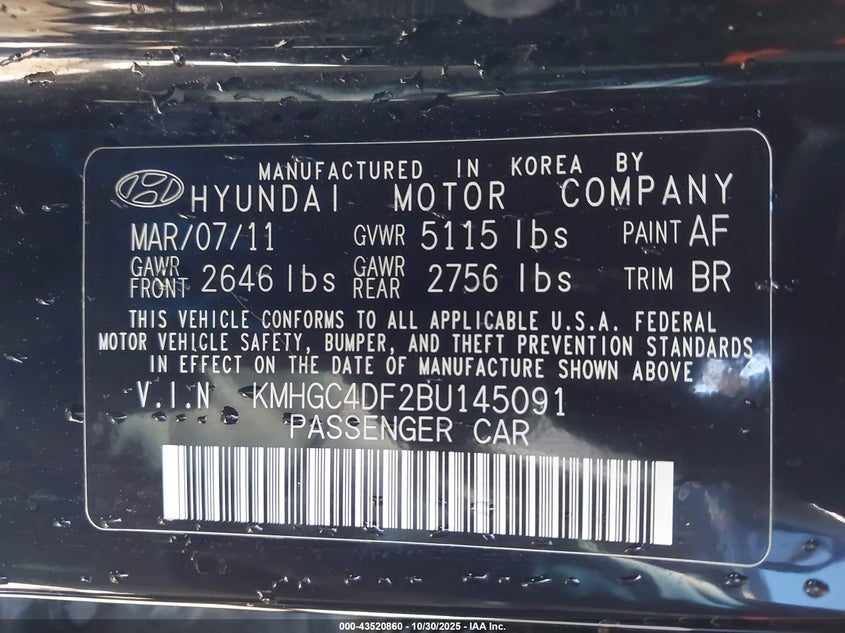 MANUFACTURED IN KOREA BY
HYUNDAI MOTOR COMPANY
MAR/07/11 GVWR 5115 lbs PAINT AF
GAWR FRONT 2646 lbs GAWR REAR 2756 lbs TRIM BR
THIS VEHICLE CONFORMS TO ALL APPLICABLE U.S.A. FEDERAL
MOTOR VEHICLE SAFETY, BUMPER, AND THEFT PREVENTION STANDARDS
IN EFFECT ON THE DATE OF MANUFACTURE SHOWN ABOVE
V.I.N KMHGC4DF2BU145091
PASSENGER CAR
000-43520860 - 10/30/2025 - IAA Inc.